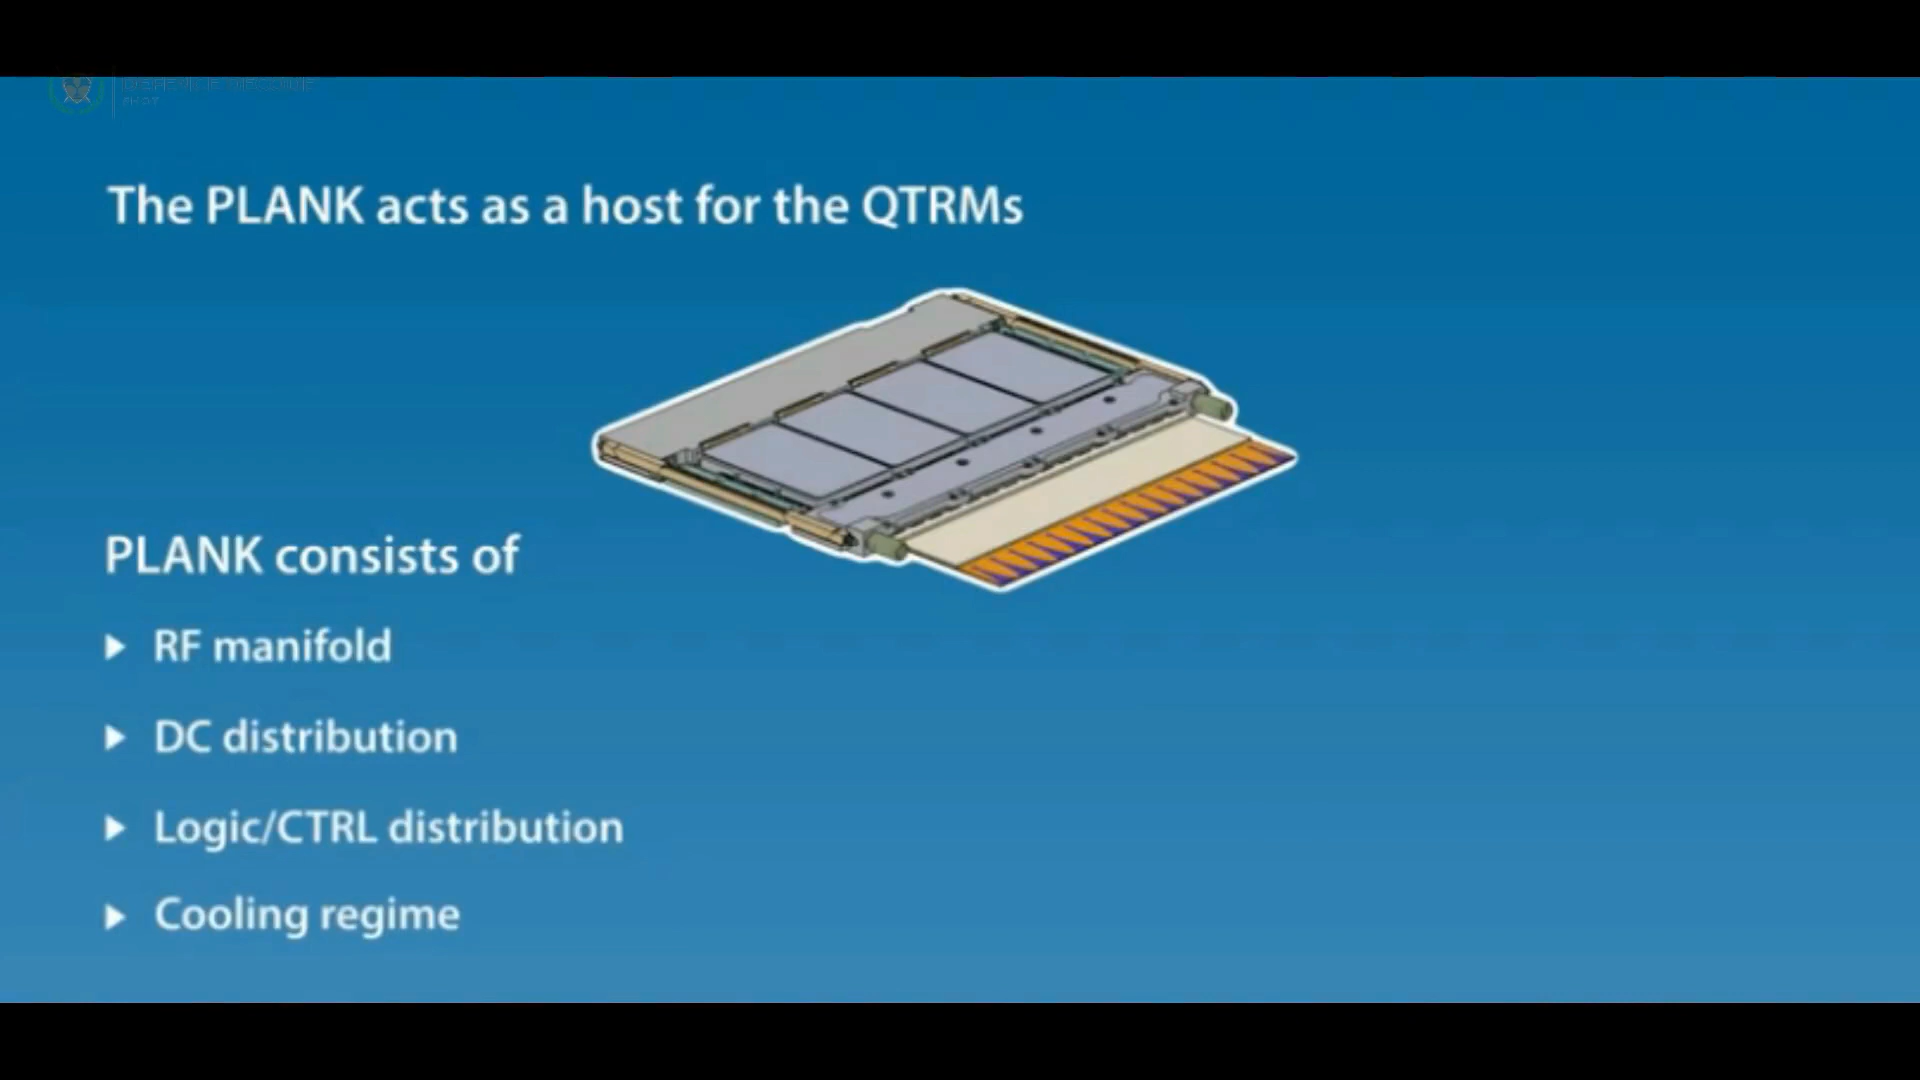 The PLANK acts as a host for the QTRMs
PLANK consists of
RF manifold
DC distribution
Logic/CTRL distribution
Cooling regime